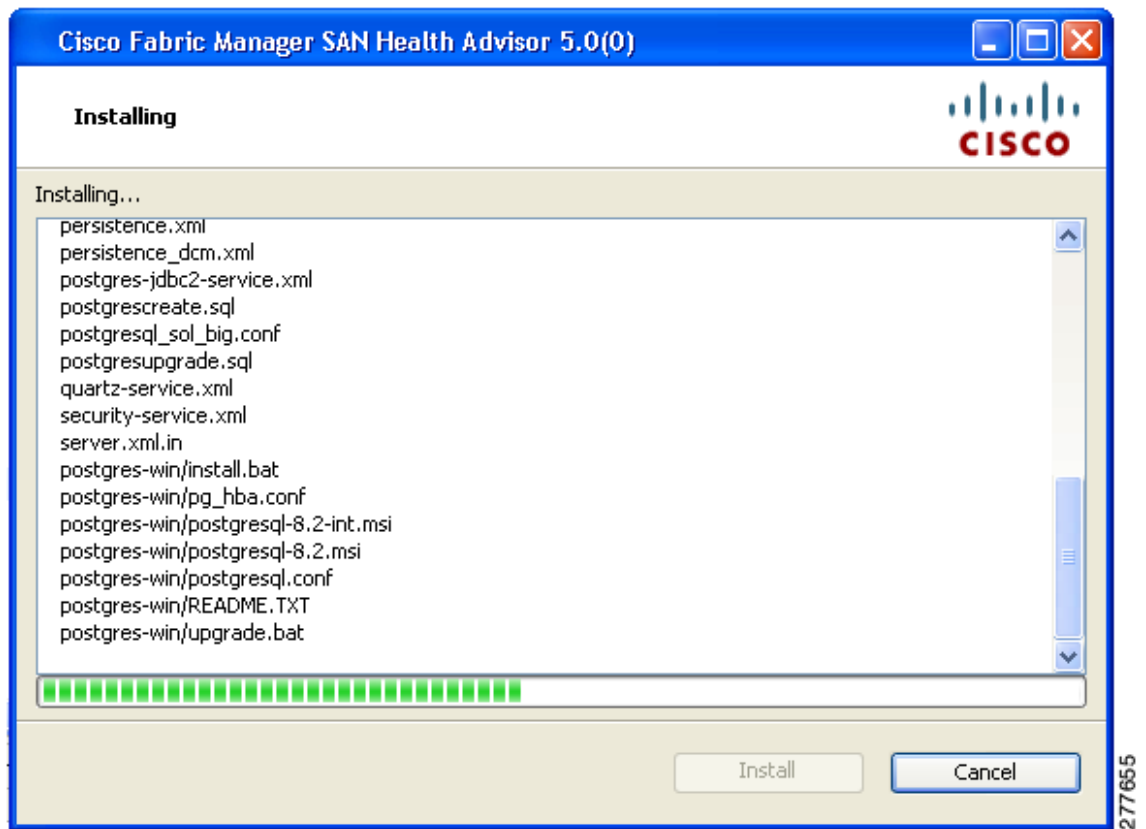 Cisco Fabric Manager SAN Health Advisor 5.0(0)
Installing
CISCO
Installing...
persistence.xml
persistence_dcm.xml
postgres-jdbc2-service.xml
postgrescreate.sql
postgresql_sol_big.conf
postgresupgrade.sql
quartz-service.xml
security-service.xml
server.xml.in
postgres-win/install.bat
postgres-win/pg_hba.conf
postgres-win/postgresql-8.2-int.msi
postgres-win/postgresql-8.2.msi
postgres-win/postgresql.conf
postgres-win/README.TXT
postgres-win/upgrade.bat
Install
Cancel
277655